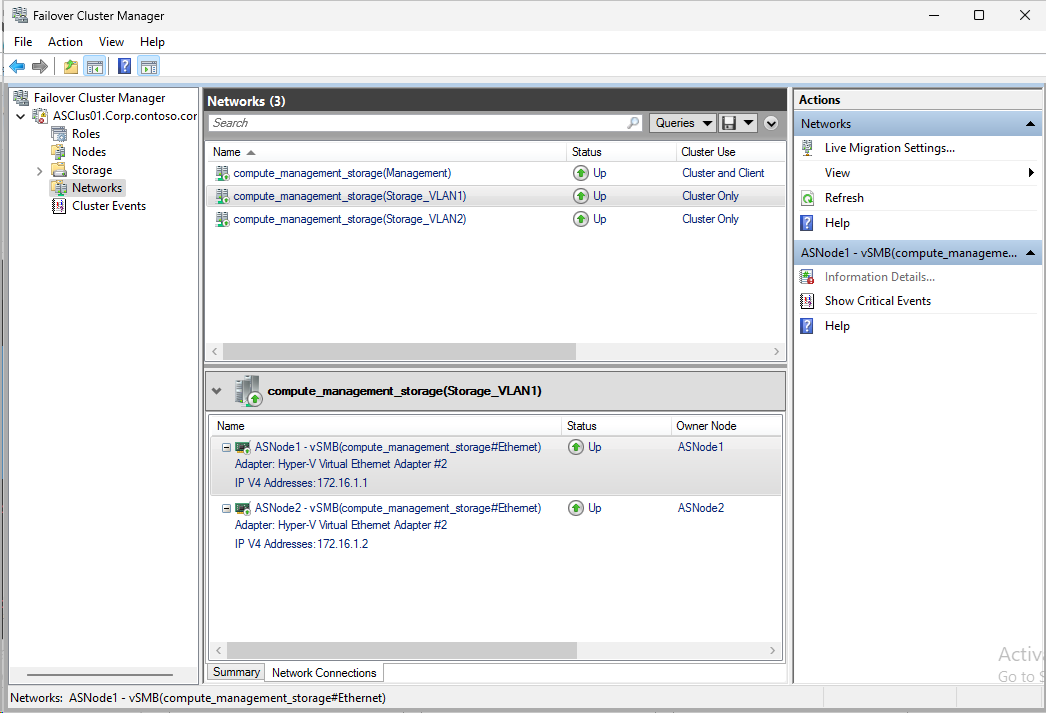 Failover Cluster Manager
File Action View Help
Failover Cluster Manager
ASClus01.Corp.contoso.cor
Roles
Nodes
Storage
Networks
Cluster Events
Networks (3)
Search
Queries
Name Status Cluster Use
compute_management_storage(Management) Up Cluster and Client
compute_management_storage(Storage_VLAN1) Up Cluster Only
compute_management_storage(Storage_VLAN2) Up Cluster Only
compute_management_storage(Storage_VLAN1)
Name Status Owner Node
ASNode1 - vSMB(compute_management_storage#Ethernet) Up ASNode1
Adapter: Hyper-V Virtual Ethernet Adapter #2
IP V4 Addresses: 172.16.1.1
ASNode2 - vSMB(compute_management_storage#Ethernet) Up ASNode2
Adapter: Hyper-V Virtual Ethernet Adapter #2
IP V4 Addresses: 172.16.1.2
Summary Network Connections
Actions
Networks
Live Migration Settings...
View
Refresh
Help
ASNode1 - vSMB(compute_manageme...
Information Details...
Show Critical Events
Help
Activ
Go to S
Networks: ASNode1 - vSMB(compute_management_storage#Ethernet)